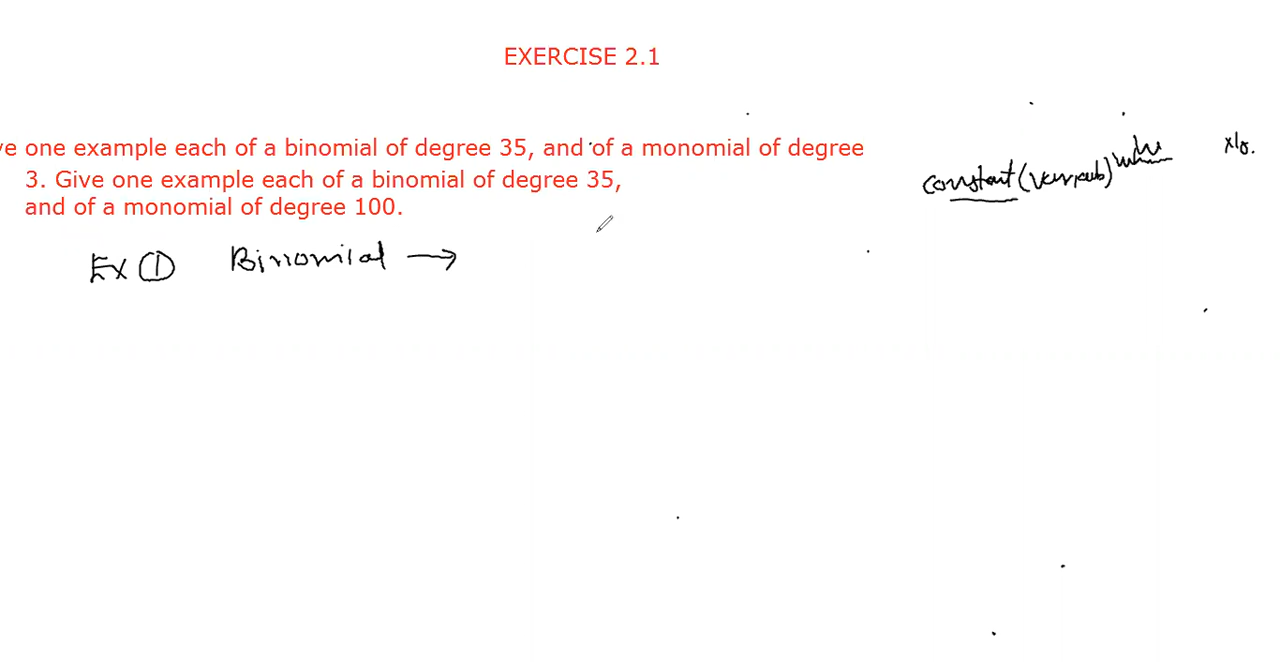 EXERCISE 2.1
ve one example each of a binomial of degree 35, and of a monomial of degree
3. Give one example each of a binomial of degree 35,
and of a monomial of degree 100.
constant
Ex ① Binomial →